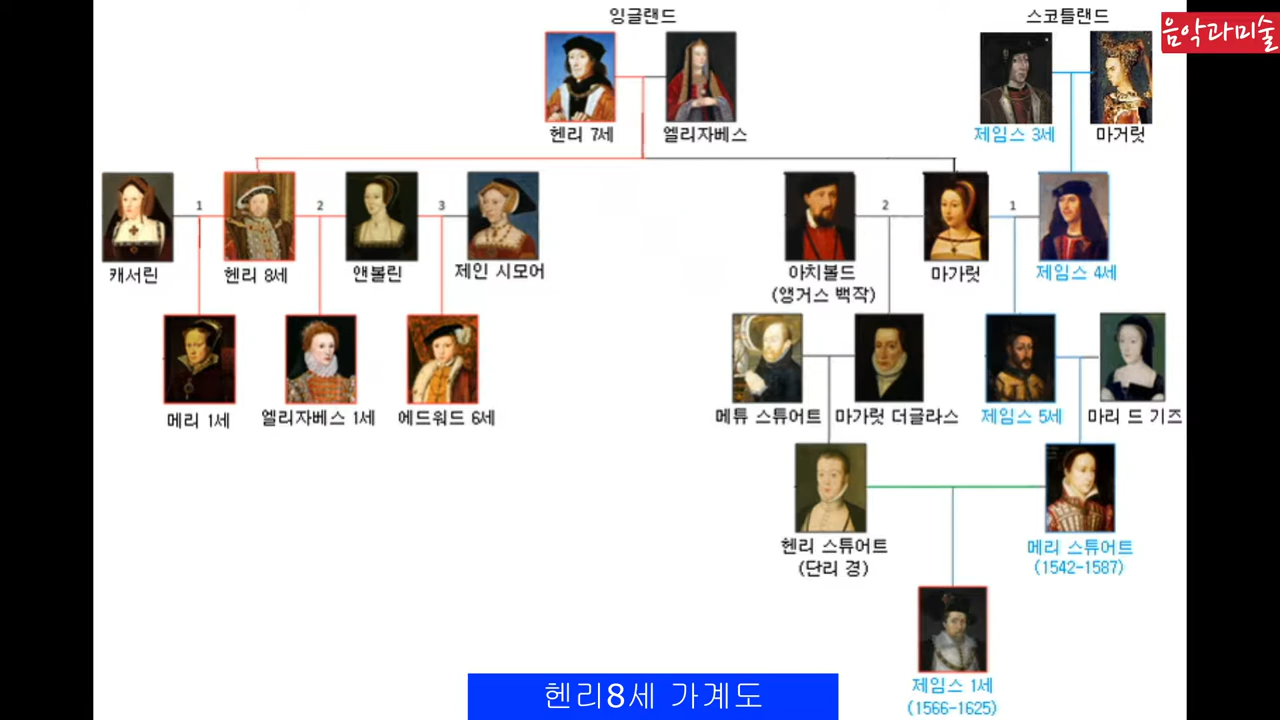 잉글랜드
스코틀랜드
음악과미술
헨리 7세
엘리자베스
제임스 3세
마거릿
1
2
3
2
1
캐서린
헨리 8세
앤볼린
제인 시모어
아치볼드
(앵거스 백작)
마가렛
제임스 4세
메리 1세
엘리자베스 1세
에드워드 6세
메튜 스튜어트
마가렛 더글라스
제임스 5세
마리 드 기즈
헨리 스튜어트
(단리 경)
메리 스튜어트
(1542-1587)
제임스 1세
(1566-1625)
헨리8세 가계도